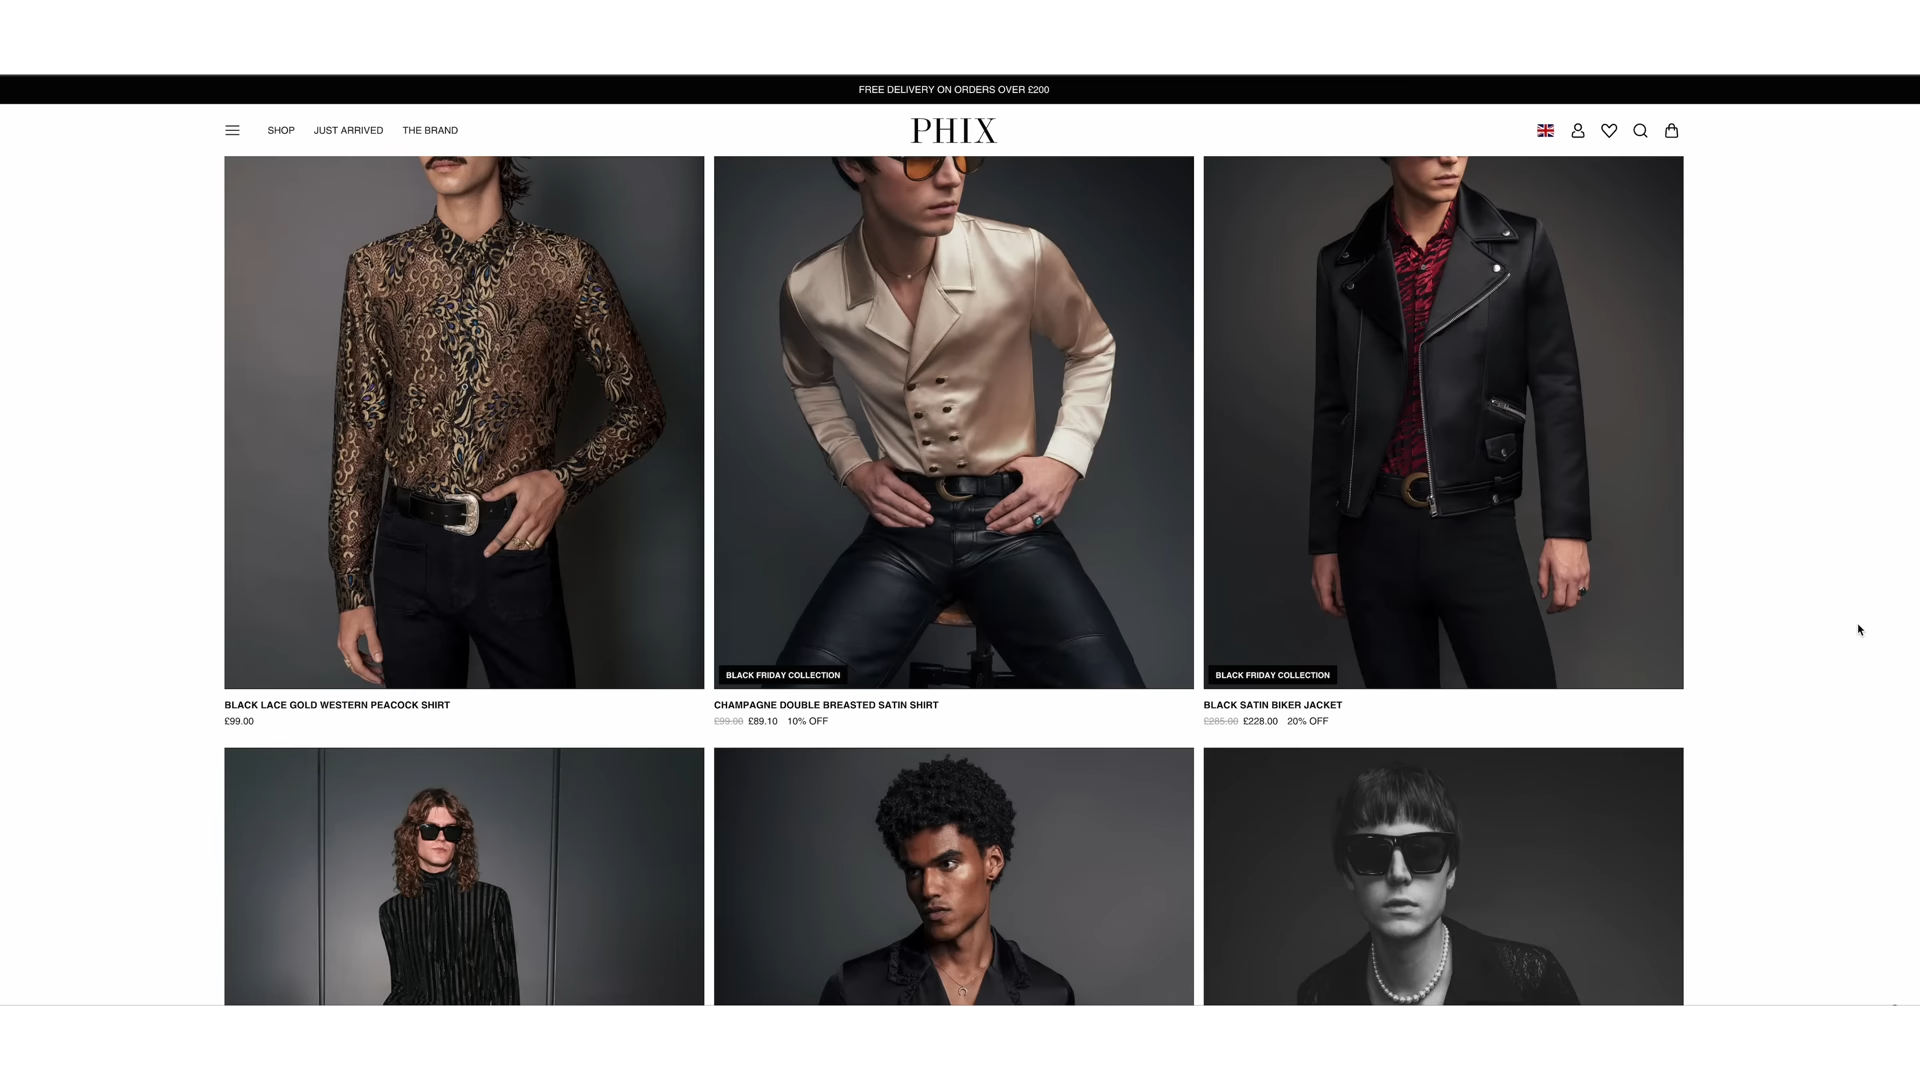 FREE DELIVERY ON ORDERS OVER £200
SHOP JUST ARRIVED THE BRAND
PHIX
BLACK FRIDAY COLLECTION
BLACK FRIDAY COLLECTION
BLACK LACE GOLD WESTERN PEACOCK SHIRT
£99.00
CHAMPAGNE DOUBLE BREASTED SATIN SHIRT
£99.00 £89.10 10% OFF
BLACK SATIN BIKER JACKET
£285.00 £228.00 20% OFF